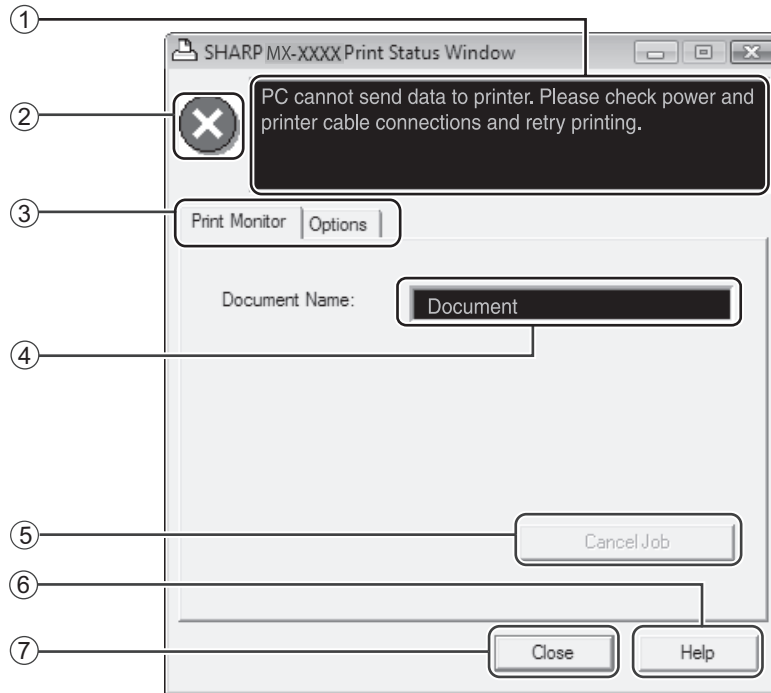 ①
SHARP MX-XXXX Print Status Window
②
PC cannot send data to printer. Please check power and
printer cable connections and retry printing.
③
Print Monitor Options
Document Name: Document
④
⑤
Cancel Job
⑥
⑦
Close Help